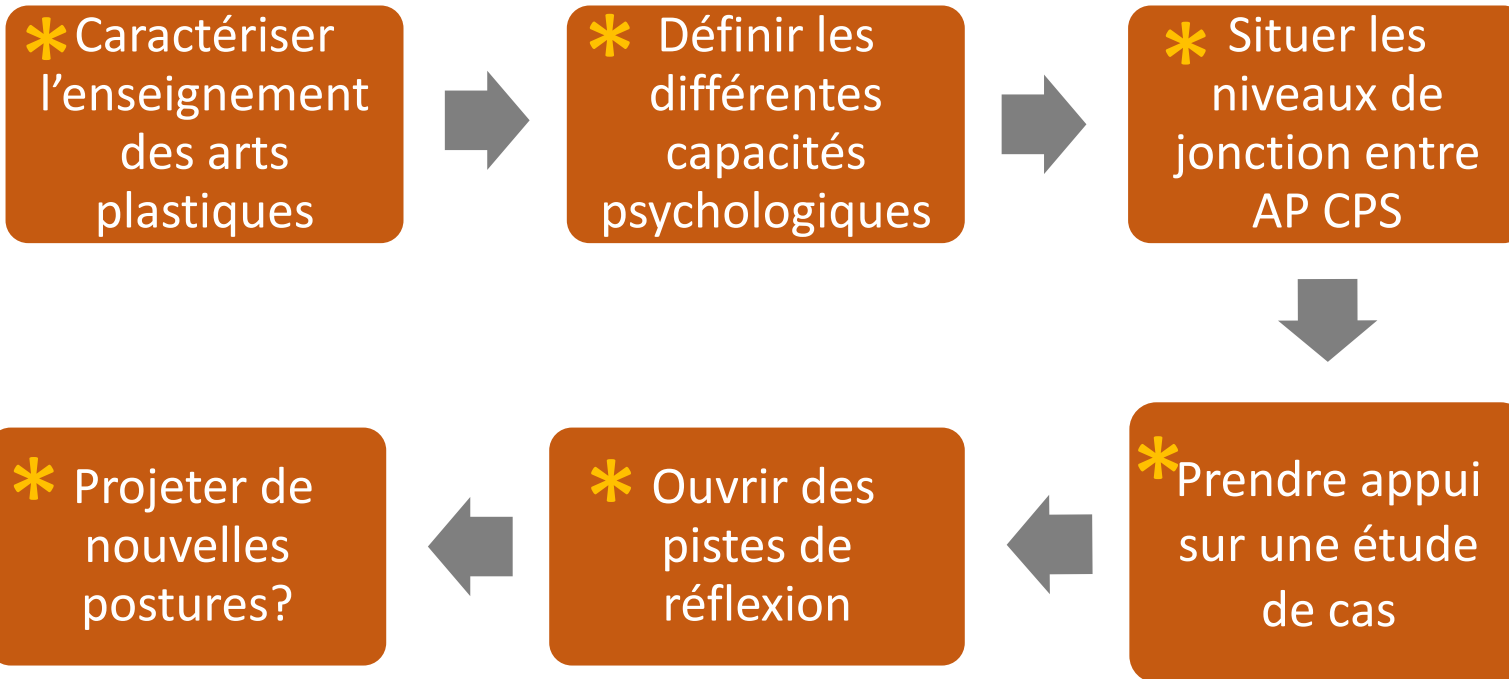 * Caractériser
l’enseignement
des arts
plastiques
* Définir les
différentes
capacités
psychologiques
* Situer les
niveaux de
jonction entre
AP CPS
* Prendre appui
sur une étude
de cas
* Ouvrir des
pistes de
réflexion
* Projeter de
nouvelles
postures?